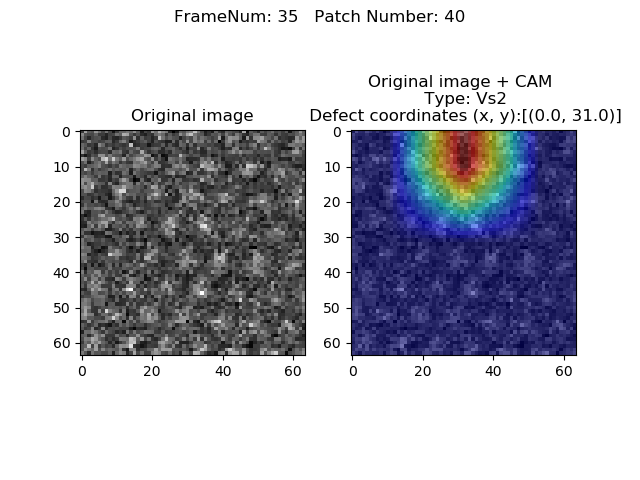 FrameNum: 35   Patch Number: 40
Original image
Original image + CAM
Type: Vs2
Defect coordinates (x, y):[(0.0, 31.0)]
0
10
20
30
40
50
60
0 20 40 60
0
10
20
30
40
50
60
0 20 40 60